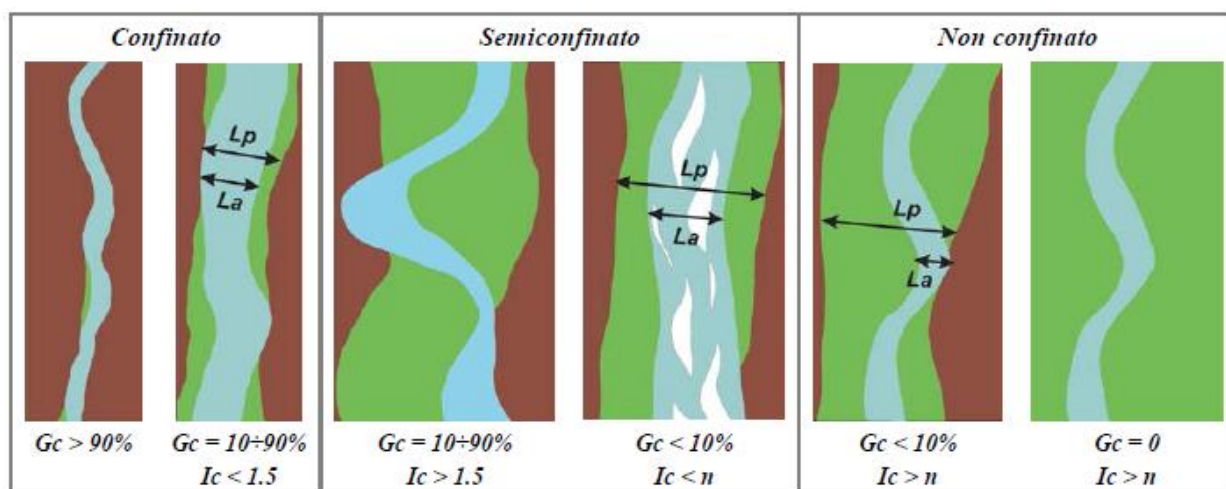 Confinato
Semiconfinato
Non confinato
Lp
La
Lp
La
Lp
La
Gc > 90%
Gc = 10÷90%
Ic < 1.5
Gc = 10÷90%
Ic > 1.5
Gc < 10%
Ic < n
Gc < 10%
Ic > n
Gc = 0
Ic > n